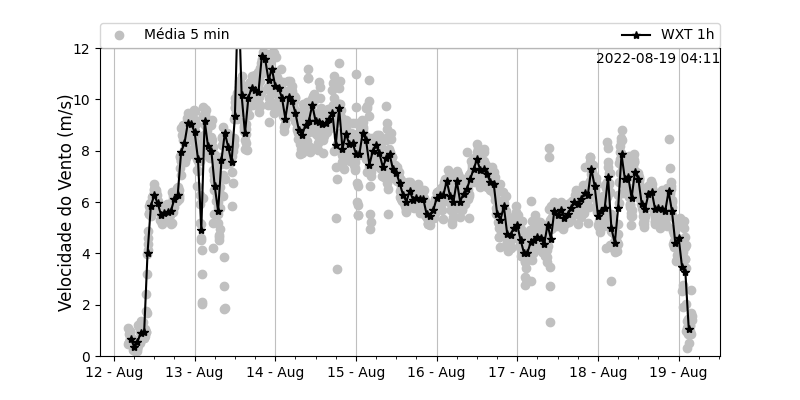 Média 5 min
WXT 1h
2022-08-19 04:11
Velocidade do Vento (m/s)
12
10
8
6
4
2
0
12 - Aug 13 - Aug 14 - Aug 15 - Aug 16 - Aug 17 - Aug 18 - Aug 19 - Aug